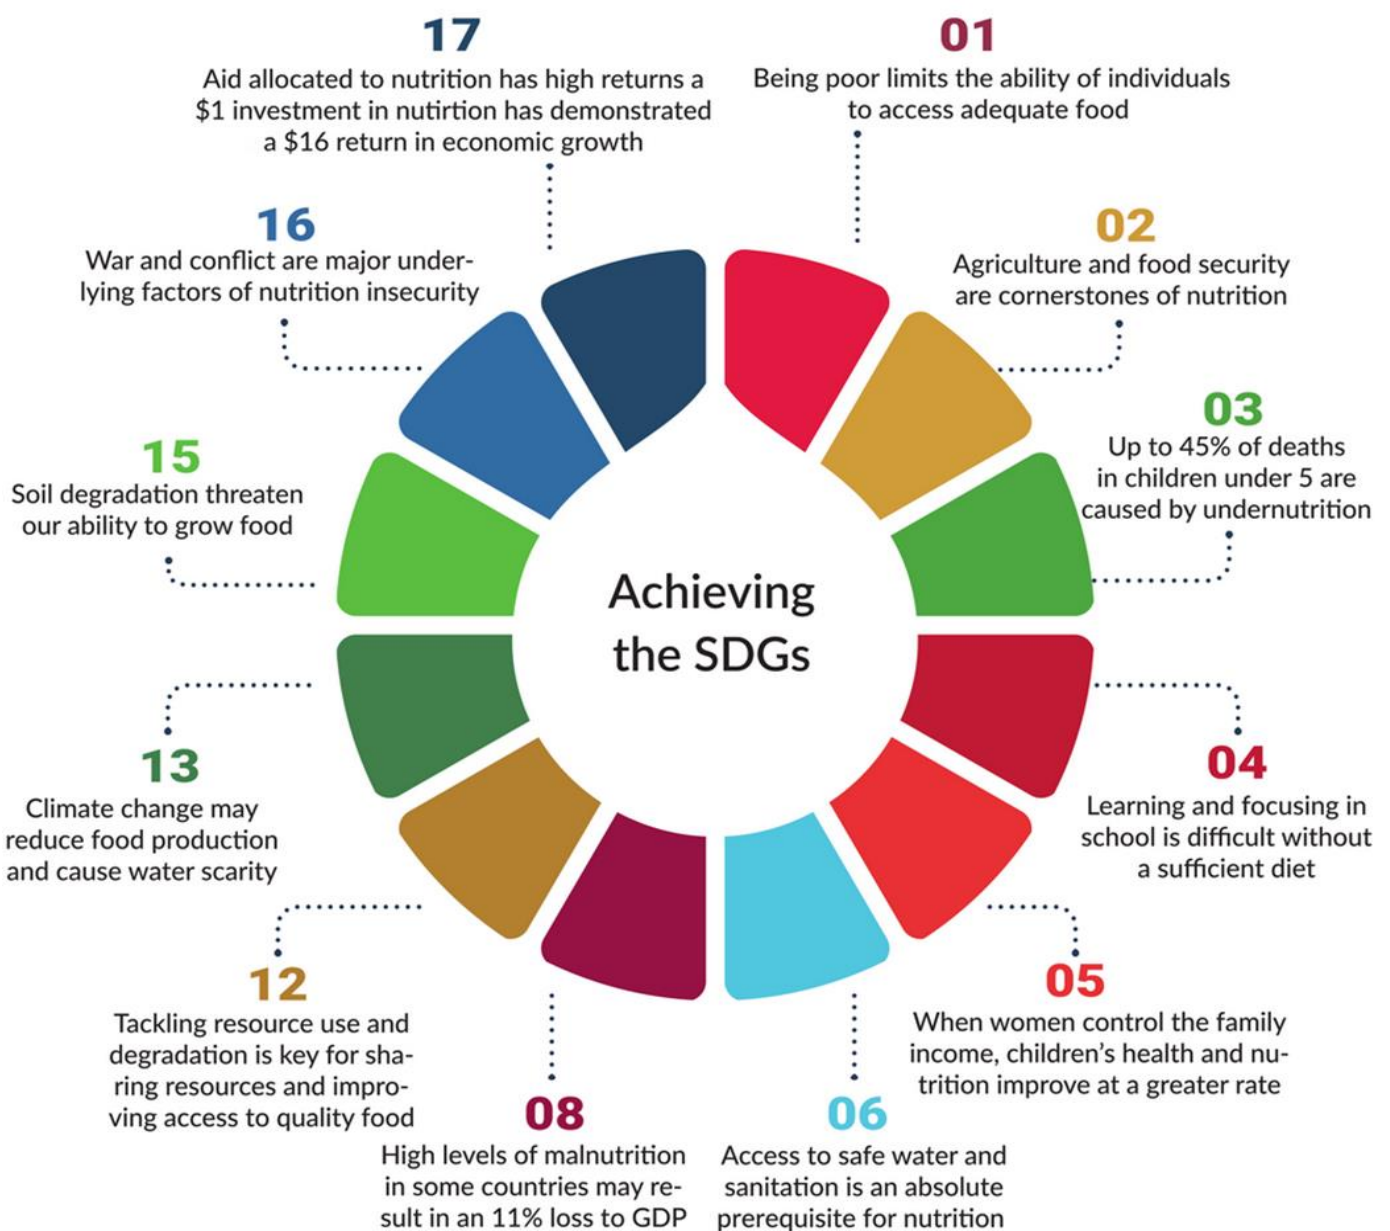 17
Aid allocated to nutrition has high returns a
$1 investment in nutirtion has demonstrated
a $16 return in economic growth
01
Being poor limits the ability of individuals
to access adequate food
16
War and conflict are major under-
lying factors of nutrition insecurity
02
Agriculture and food security
are cornerstones of nutrition
03
Up to 45% of deaths
in children under 5 are
caused by undernutrition
15
Soil degradation threaten
our ability to grow food
Achieving
the SDGs
13
Climate change may
reduce food production
and cause water scarity
04
Learning and focusing in
school is difficult without
a sufficient diet
12
Tackling resource use and
degradation is key for sha-
ring resources and impro-
ving access to quality food
05
When women control the family
income, children’s health and nu-
trition improve at a greater rate
08
High levels of malnutrition
in some countries may re-
sult in an 11% loss to GDP
06
Access to safe water and
sanitation is an absolute
prerequisite for nutrition